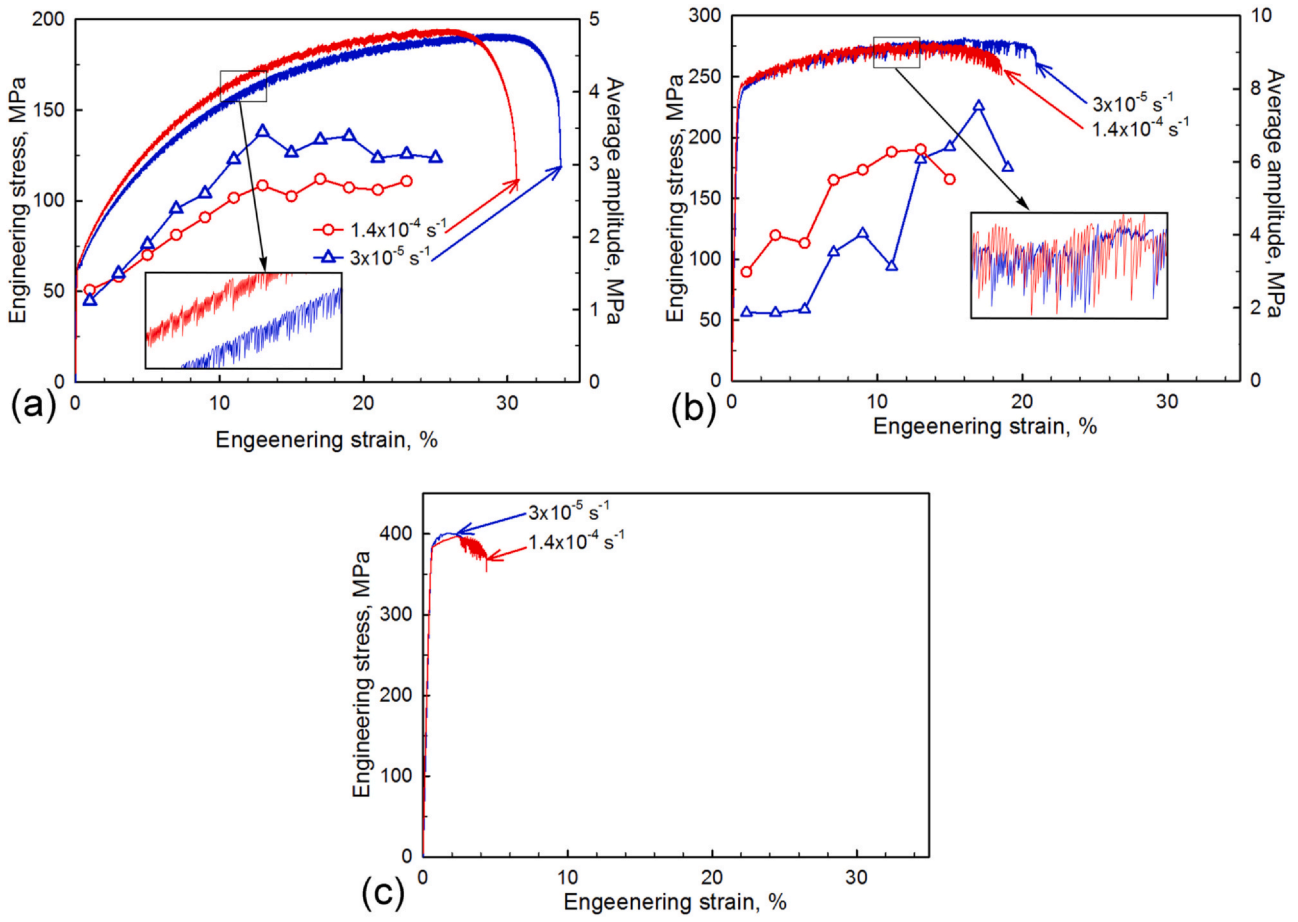 200
150
100
50
0
Engineering stress, MPa
5
4
3
2
1
0
Average amplitude, MPa
1.4x10⁻⁴ s⁻¹
3x10⁻⁵ s⁻¹
0 10 20 30
Engeenering strain, %
(a)
300
250
200
150
100
50
0
Engineering stress, MPa
10
8
6
4
2
0
Average amplitude, MPa
3x10⁻⁵ s⁻¹
1.4x10⁻⁴ s⁻¹
0 10 20 30
Engeenering strain, %
(b)
400
300
200
100
0
Engineering stress, MPa
3x10⁻⁵ s⁻¹
1.4x10⁻⁴ s⁻¹
0 10 20 30
Engeenering strain, %
(c)